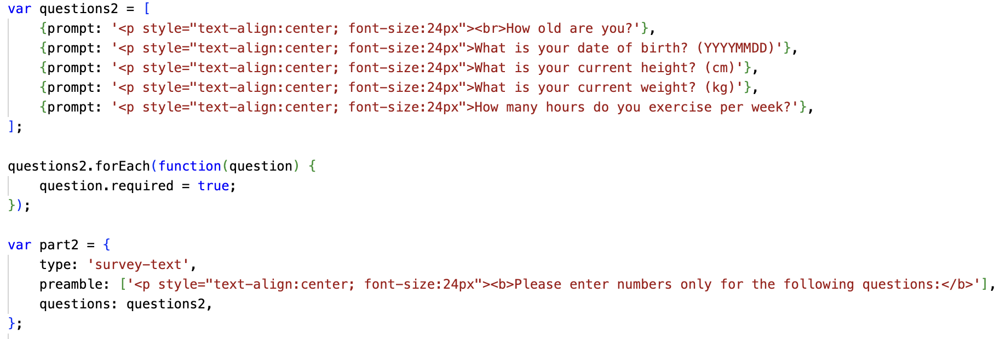 var questions2 = [
    {prompt: '<p style="text-align:center; font-size:24px"><br>How old are you?'},
    {prompt: '<p style="text-align:center; font-size:24px">What is your date of birth? (YYYYMMDD)'},
    {prompt: '<p style="text-align:center; font-size:24px">What is your current height? (cm)'},
    {prompt: '<p style="text-align:center; font-size:24px">What is your current weight? (kg)'},
    {prompt: '<p style="text-align:center; font-size:24px">How many hours do you exercise per week?'},
];

questions2.forEach(function(question) {
    question.required = true;
});

var part2 = {
    type: 'survey-text',
    preamble: ['<p style="text-align:center; font-size:24px"><b>Please enter numbers only for the following questions:</b>'],
    questions: questions2,
};